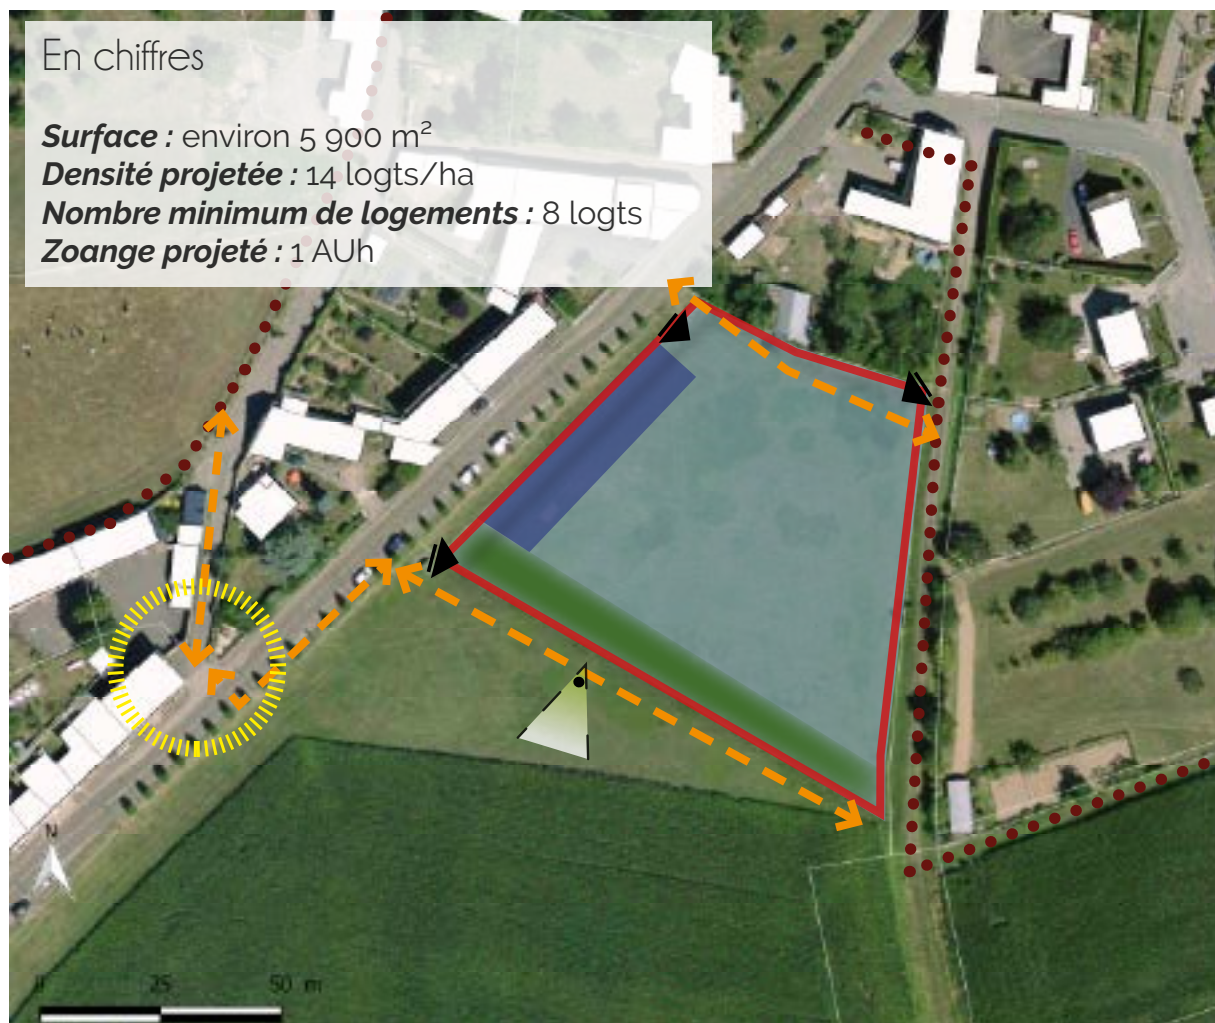 En chiffres
Surface : environ 5 900 m²
Densité projetée : 14 logts/ha
Nombre minimum de logements : 8 logts
Zoange projeté : 1 AUh
N
0 25 50 m